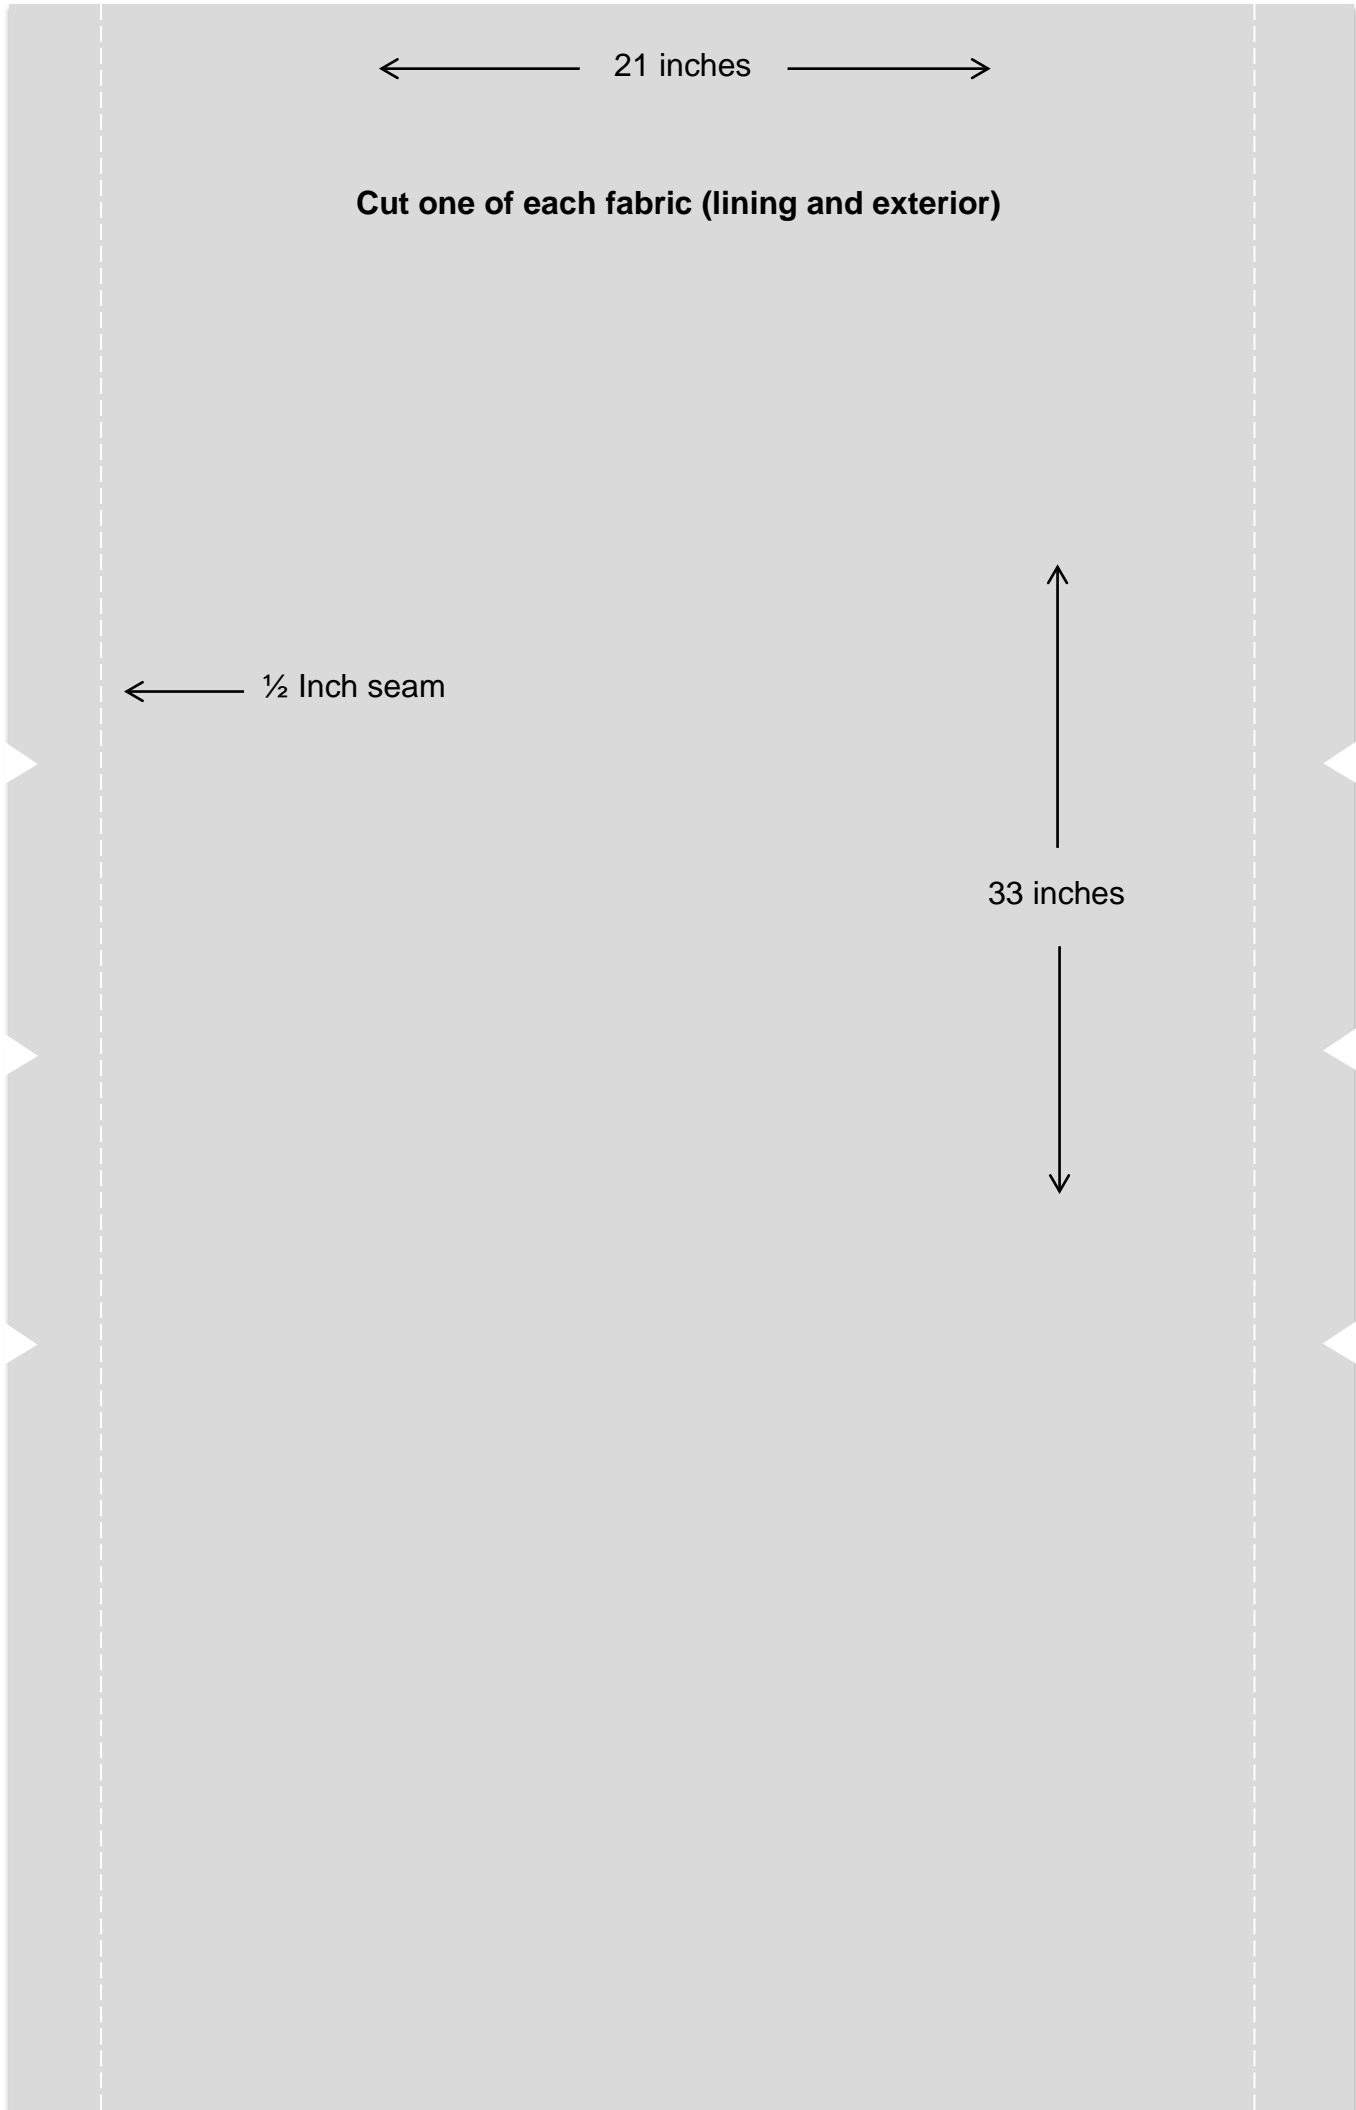 21 inches
Cut one of each fabric (lining and exterior)
½ Inch seam
33 inches